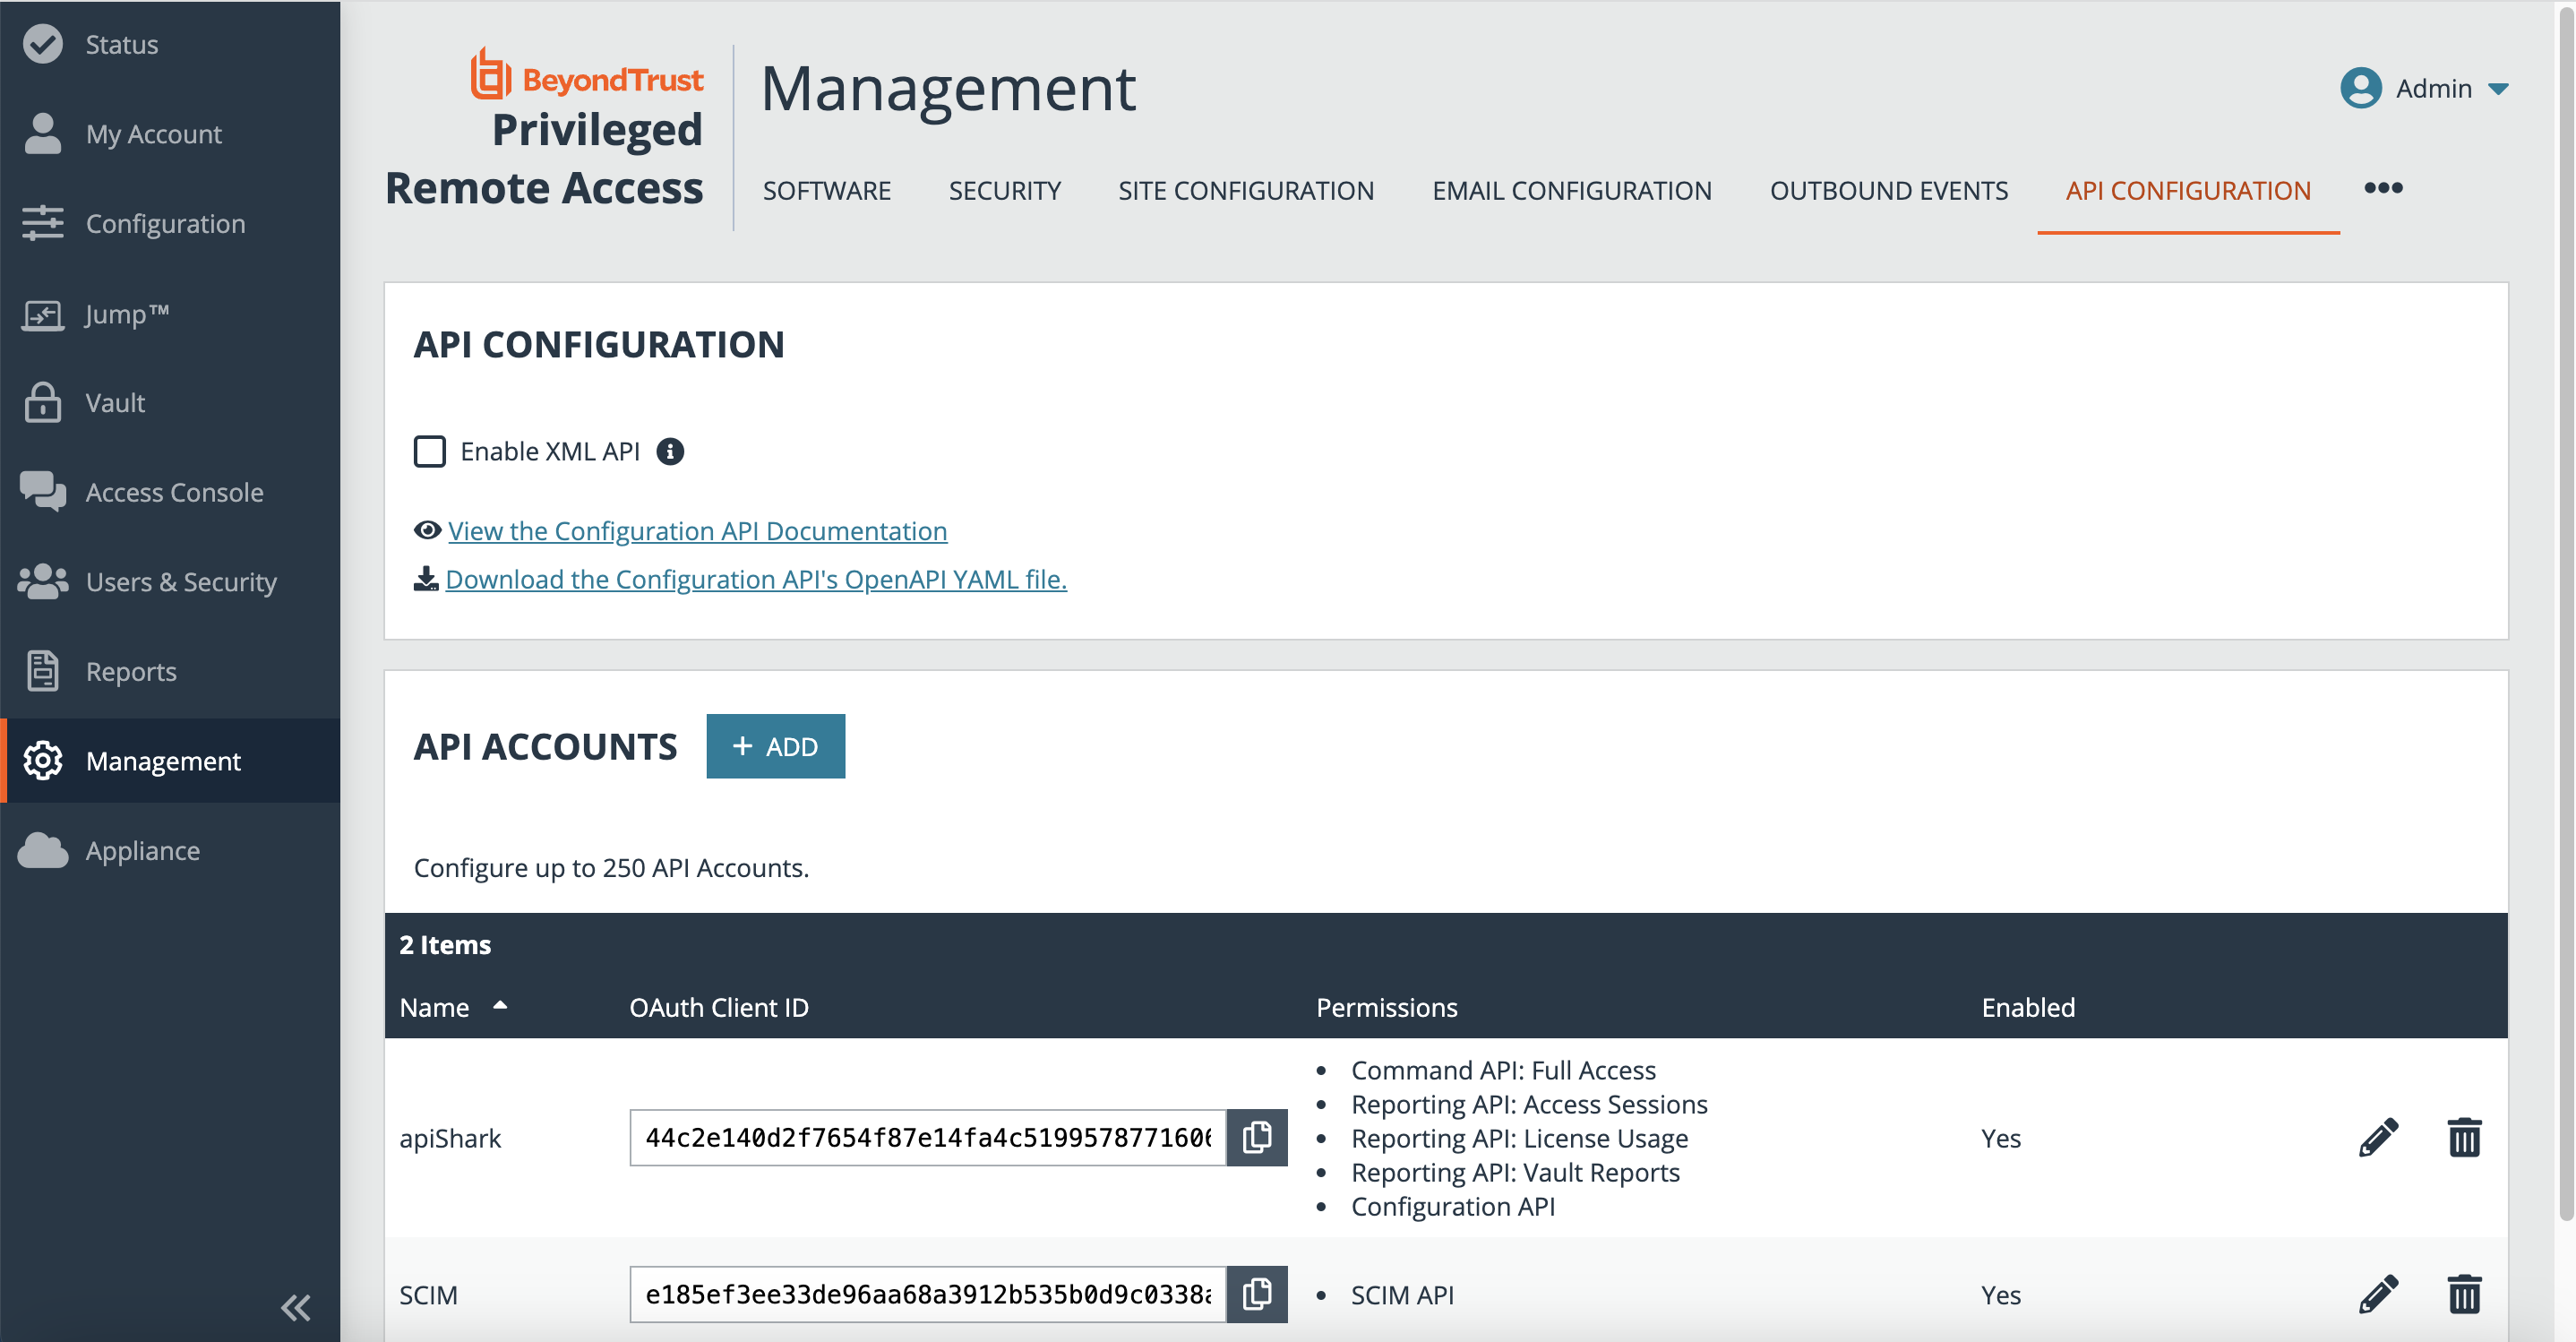 Status
My Account
Configuration
Jump™
Vault
Access Console
Users & Security
Reports
Management
Appliance
BeyondTrust
Privileged
Remote Access
Management
Admin
SOFTWARE SECURITY SITE CONFIGURATION EMAIL CONFIGURATION OUTBOUND EVENTS API CONFIGURATION •••
API CONFIGURATION
Enable XML API
View the Configuration API Documentation
Download the Configuration API's OpenAPI YAML file.
API ACCOUNTS + ADD
Configure up to 250 API Accounts.
2 Items
Name OAuth Client ID Permissions Enabled
apiShark 44c2e140d2f7654f87e14fa4c5199578771606 Yes
• Command API: Full Access
• Reporting API: Access Sessions
• Reporting API: License Usage
• Reporting API: Vault Reports
• Configuration API
SCIM e185ef3ee33de96aa68a3912b535b0d9c0338a • SCIM API Yes